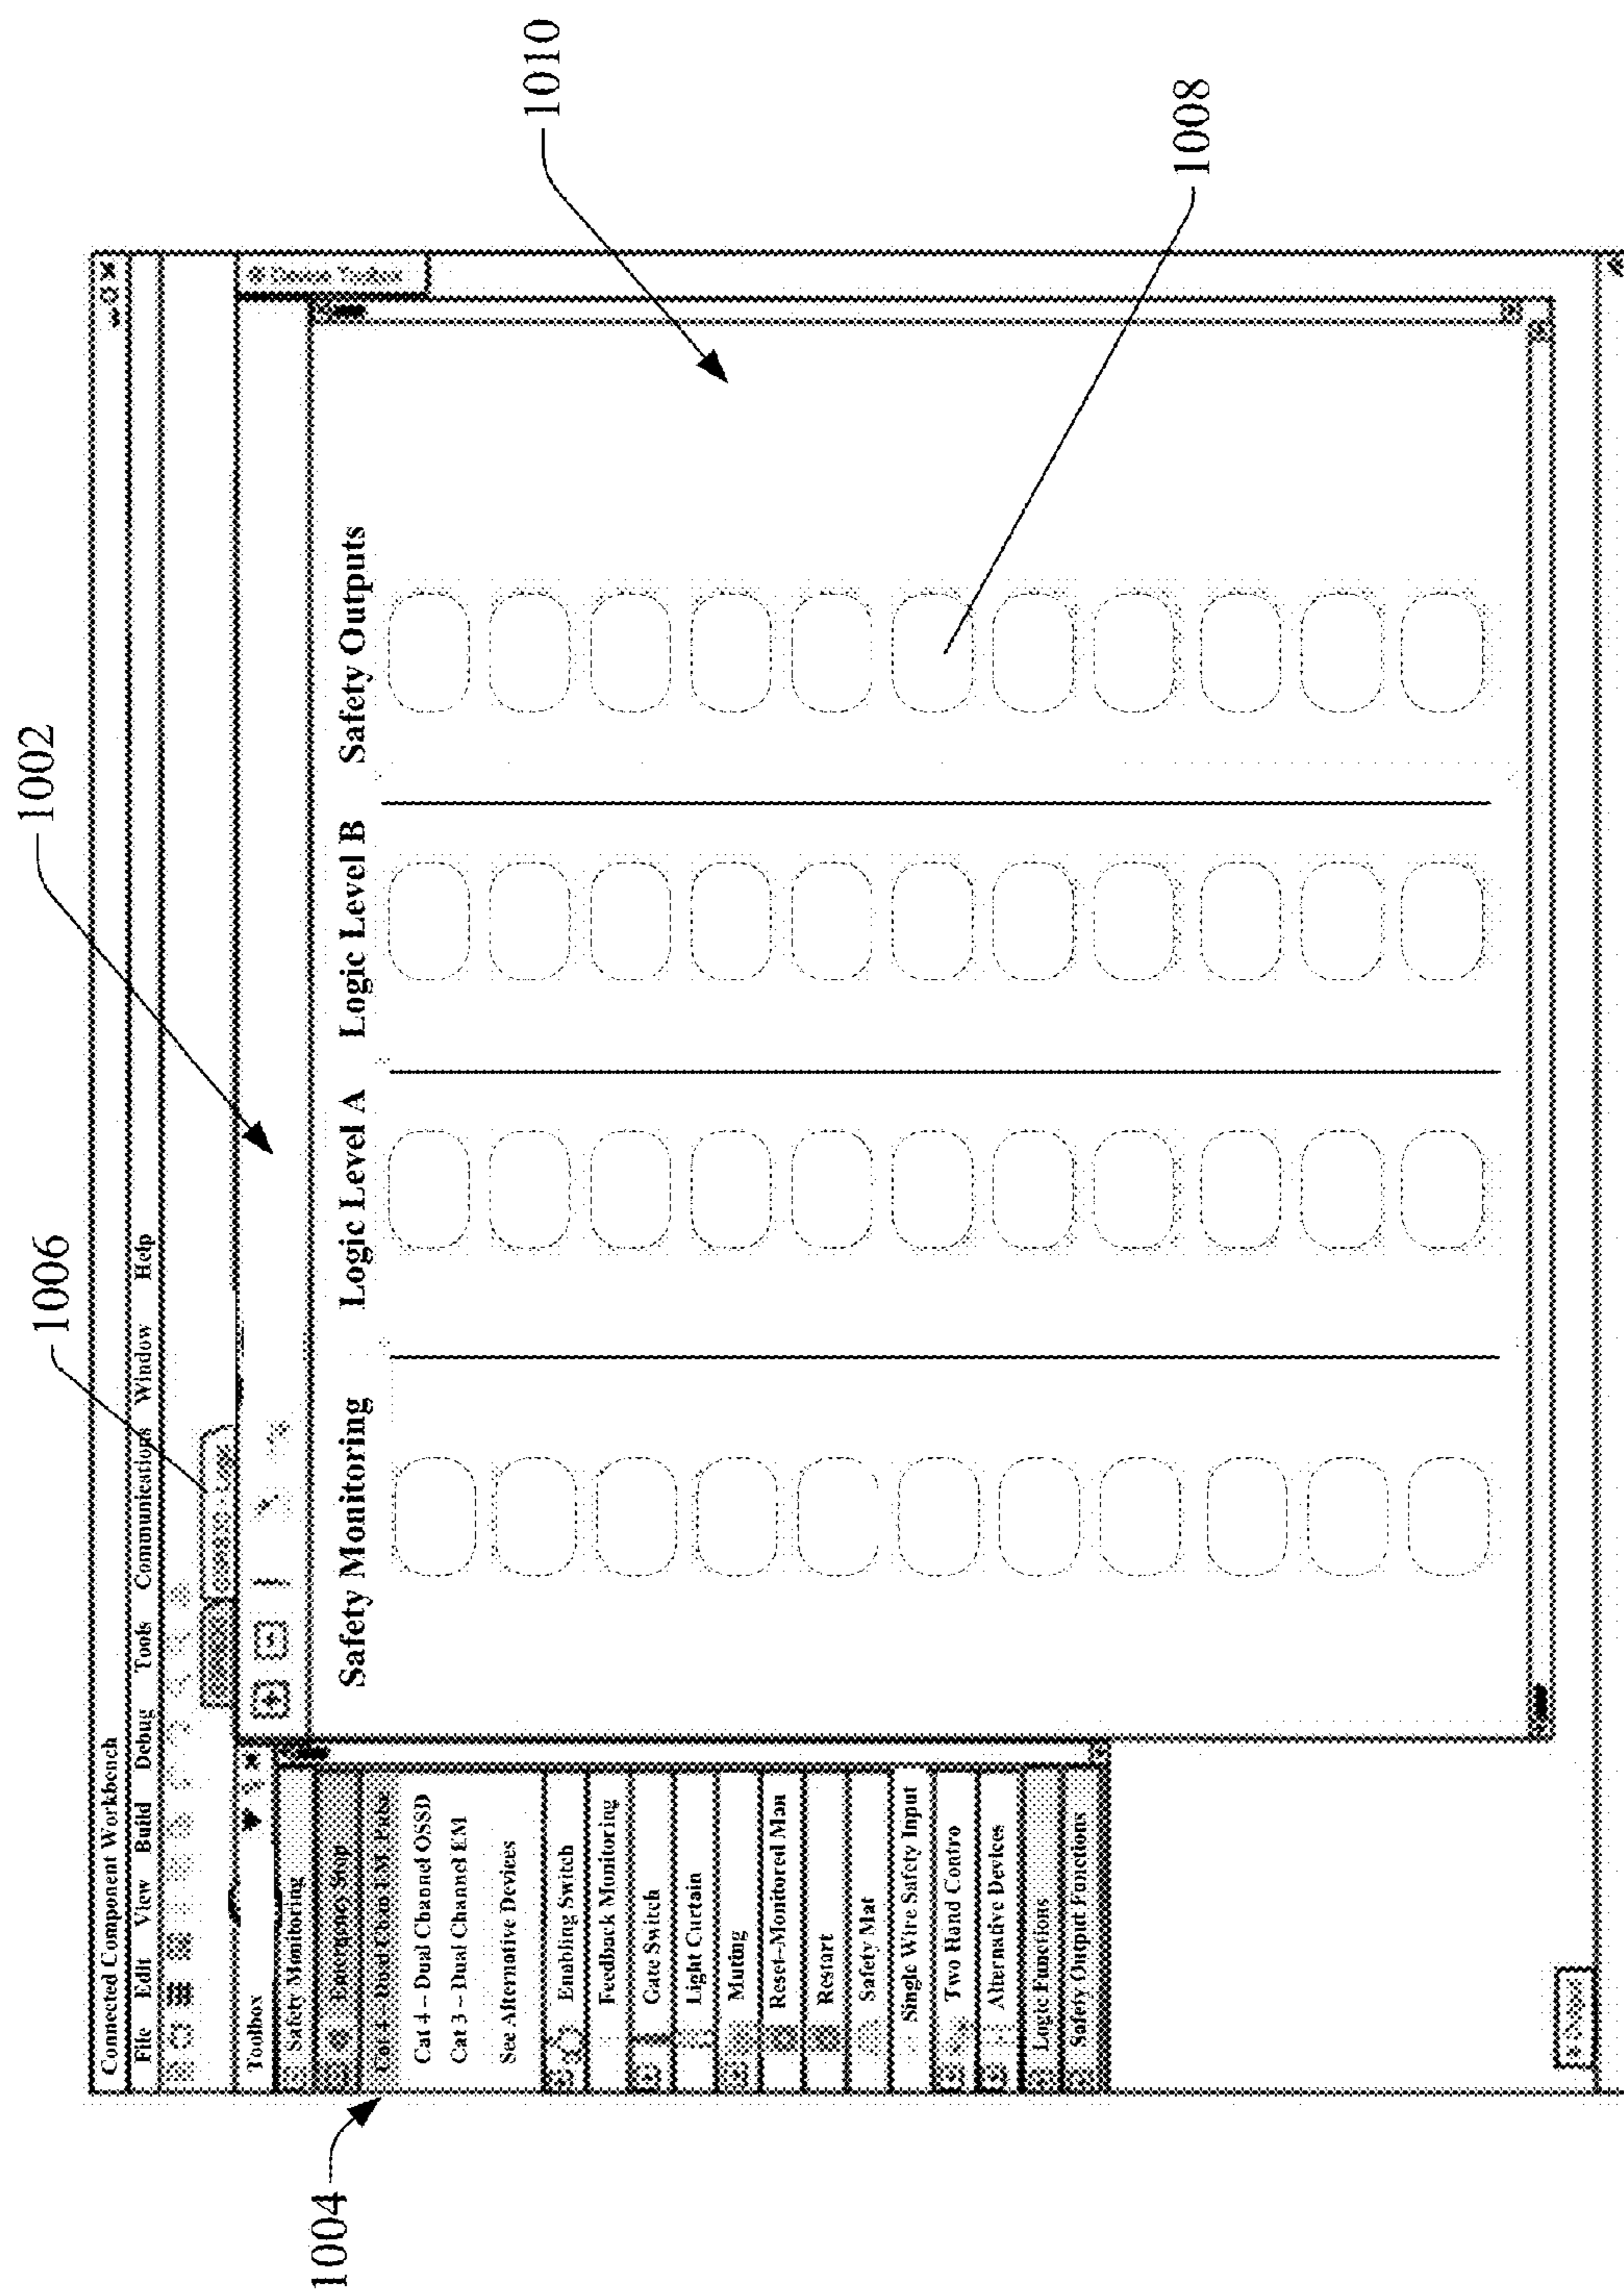 1002
1006
1010
1008
1004
Connected Component Workbench
File Edit View Build Debug Tools Communications Window Help
Toolbox
Safety Monitoring
Emergency Stop
Cat 4 – Dual Channel OSSD
Cat 3 – Dual Channel EM
See Alternative Devices
Enabling Switch
Feedback Monitoring
Gate Switch
Light Curtain
Muting
Reset–Monitored Man
Restart
Safety Mat
Single Wire Safety Input
Two Hand Contro
Alternative Devices
Logic Functions
Safety Output Functions
Safety Monitoring Logic Level A Logic Level B Safety Outputs